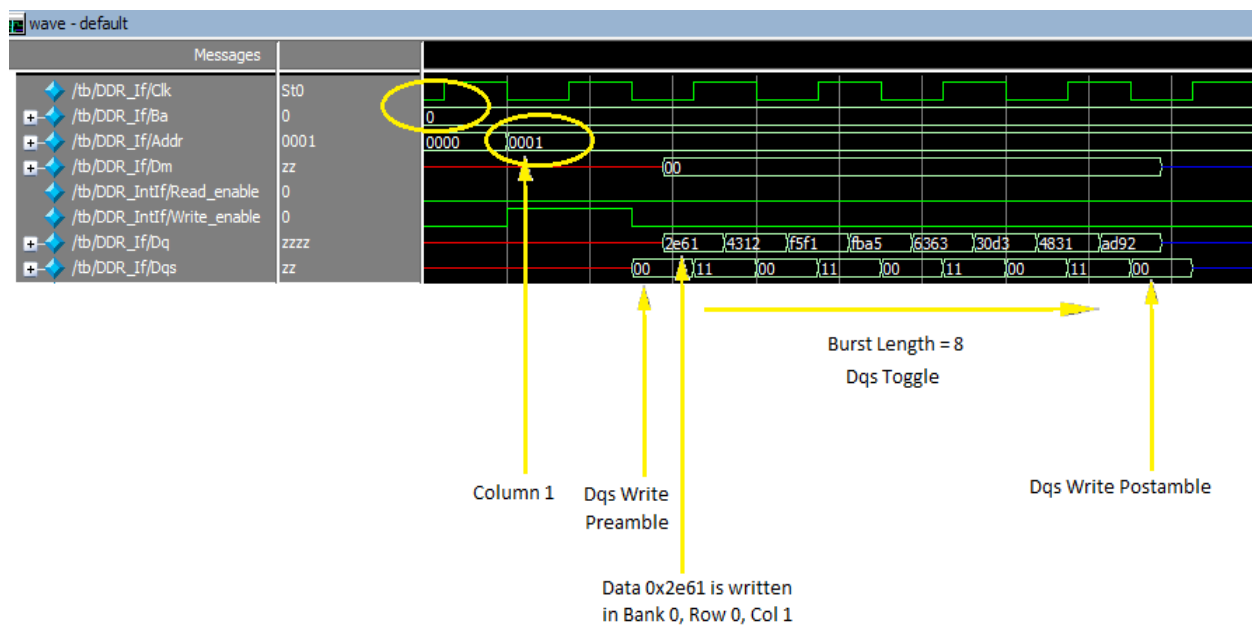 wave - default
Messages
/tb/DDR_If/Clk St0
/tb/DDR_If/Ba 0 0
/tb/DDR_If/Addr 0001 0000 0001
/tb/DDR_If/Dm zz 00
/tb/DDR_IntIf/Read_enable 0
/tb/DDR_IntIf/Write_enable 0
/tb/DDR_If/Dq zzzz 2e61 4312 f5f1 fba5 6363 30d3 4831 ad92
/tb/DDR_If/Dqs zz 00 11 00 11 00 11 00 11 00
Burst Length = 8
Dqs Toggle
Column 1
Dqs Write
Preamble
Dqs Write Postamble
Data 0x2e61 is written
in Bank 0, Row 0, Col 1